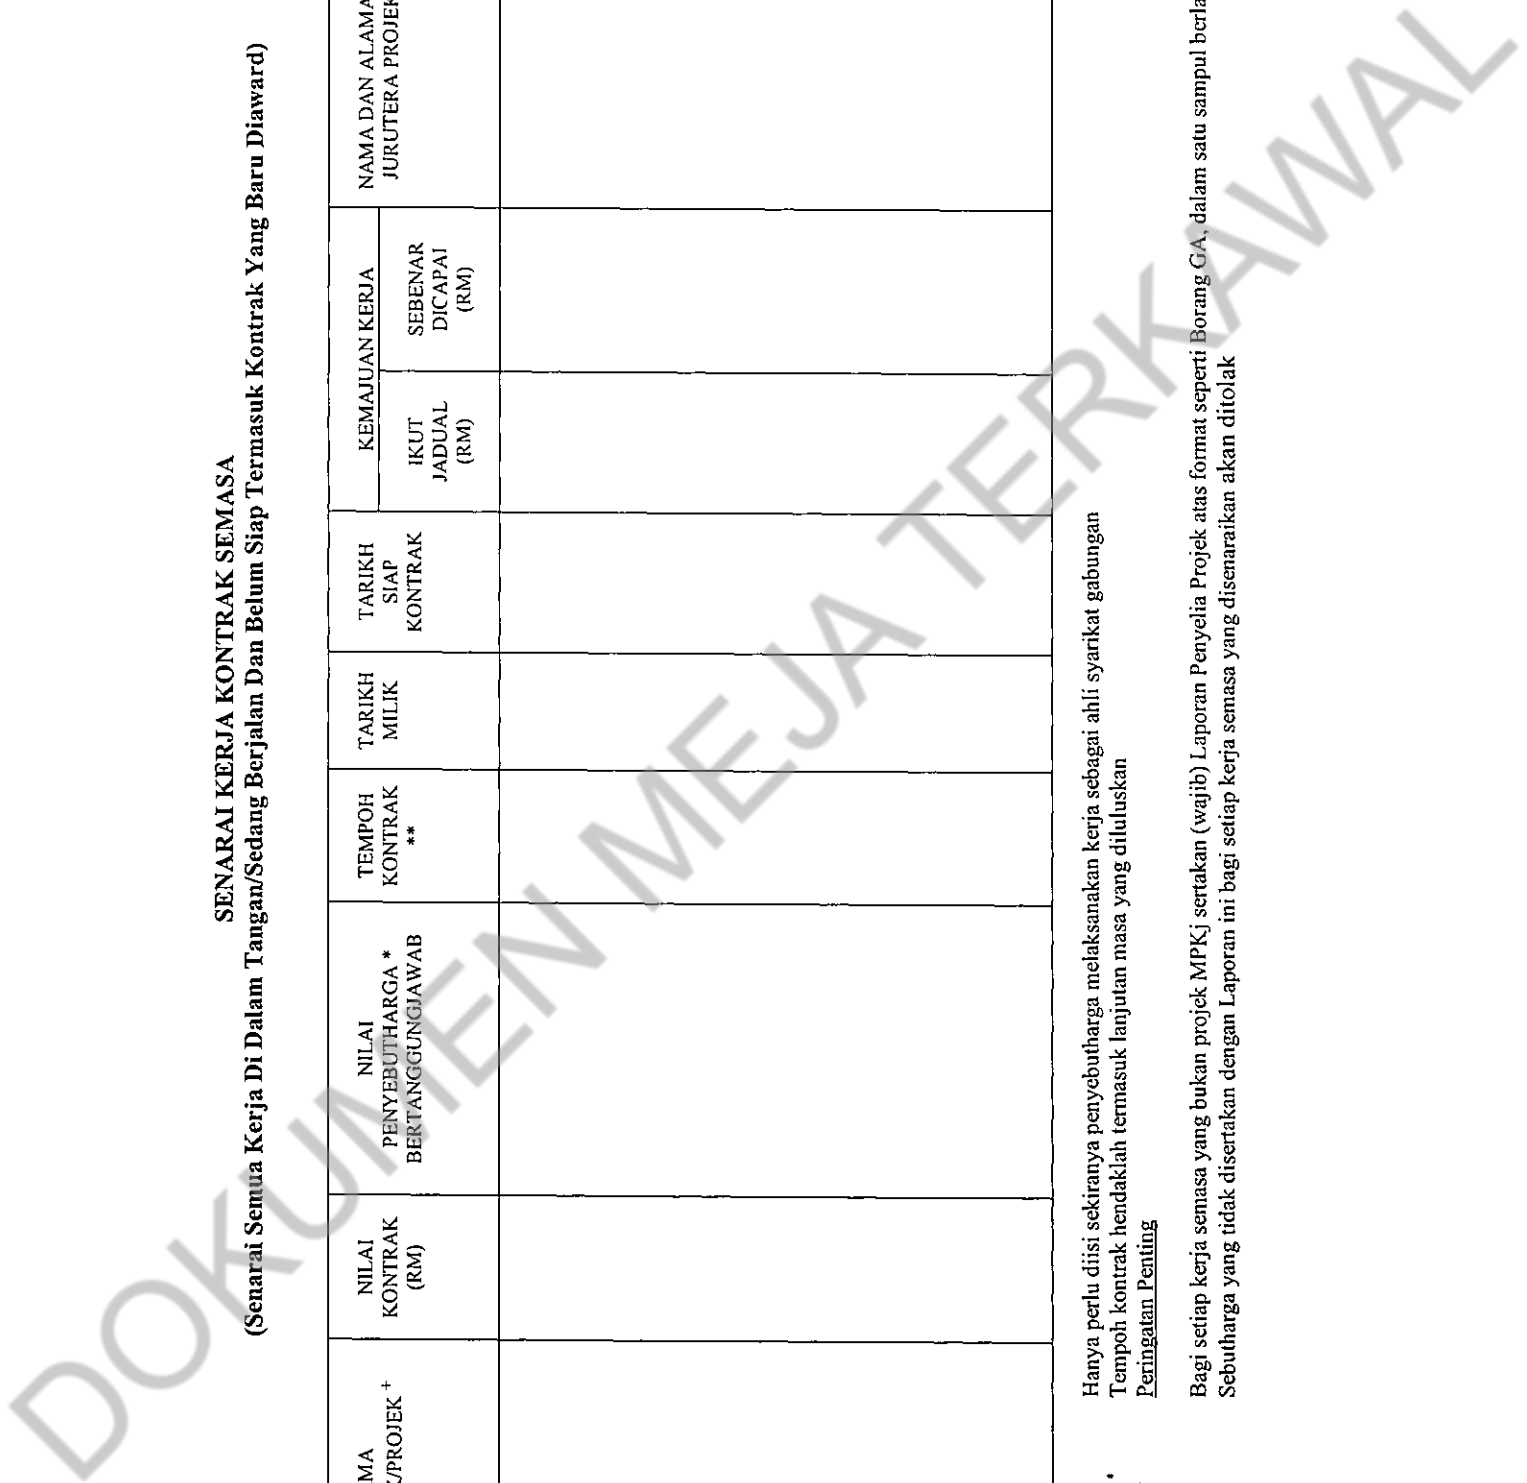 SENARAI KERJA KONTRAK SEMASA
(Senarai Semua Kerja Di Dalam Tangan/Sedang Berjalan Dan Belum Siap Termasuk Kontrak Yang Baru Diaward)
/PROJEK +
NILAI
KONTRAK
(RM)
NILAI
PENYEBUTHARGA *
BERTANGGUNGJAWAB
TEMPOH
KONTRAK
**
TARIKH
MILIK
TARIKH
SIAP
KONTRAK
KEMAJUAN KERJA
IKUT
JADUAL
(RM)
SEBENAR
DICAPAI
(RM)
NAMA DAN ALAMA
JURUTERA PROJEK
* Hanya perlu diisi sekiranya penyebutharga melaksanakan kerja sebagai ahli syarikat gabungan
Tempoh kontrak hendaklah termasuk lanjutan masa yang diluluskan
Peringatan Penting
Bagi setiap kerja semasa yang bukan projek MPKj sertakan (wajib) Laporan Penyelia Projek atas format seperti Borang GA, dalam satu sampul berla
Sebutharga yang tidak disertakan dengan Laporan ini bagi setiap kerja semasa yang disenaraikan akan ditolak
DOKUMEN MEJA TERKAWAL